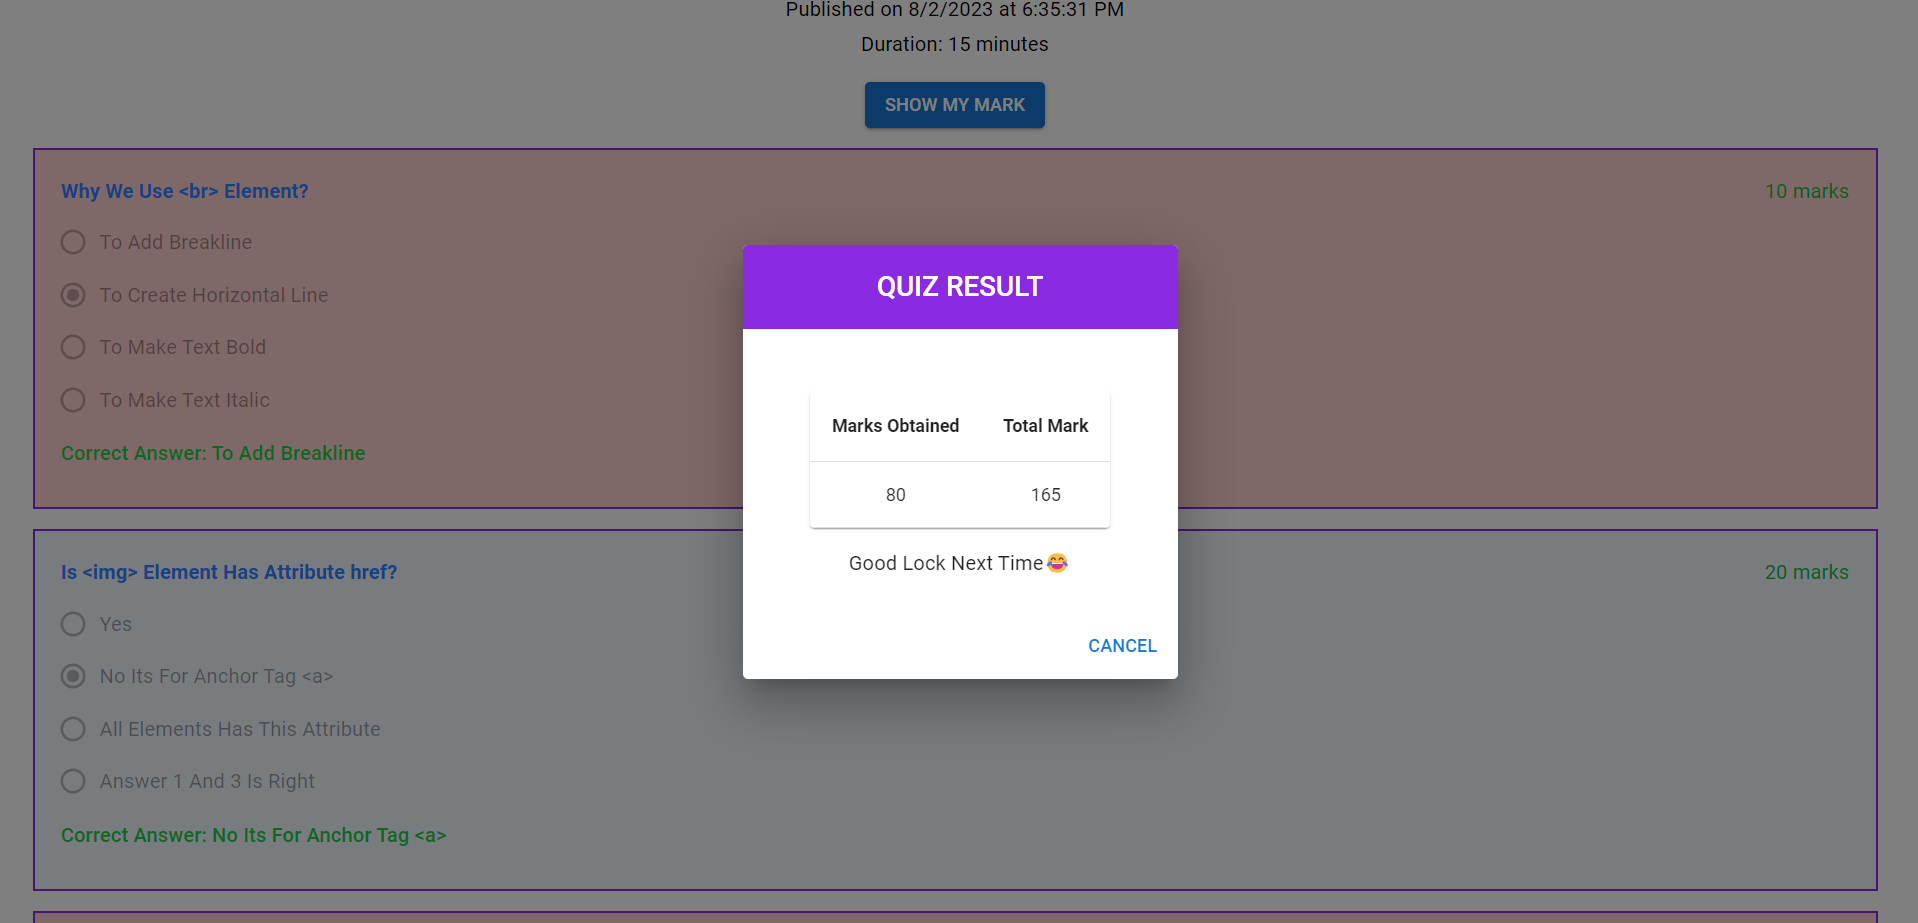 Published on 8/2/2023 at 6:35:31 PM
Duration: 15 minutes
SHOW MY MARK
Why We Use <br> Element?
10 marks
To Add Breakline
To Create Horizontal Line
To Make Text Bold
To Make Text Italic
Correct Answer: To Add Breakline
QUIZ RESULT
Marks Obtained Total Mark
80 165
Good Lock Next Time😂
CANCEL
Is <img> Element Has Attribute href?
20 marks
Yes
No Its For Anchor Tag <a>
All Elements Has This Attribute
Answer 1 And 3 Is Right
Correct Answer: No Its For Anchor Tag <a>